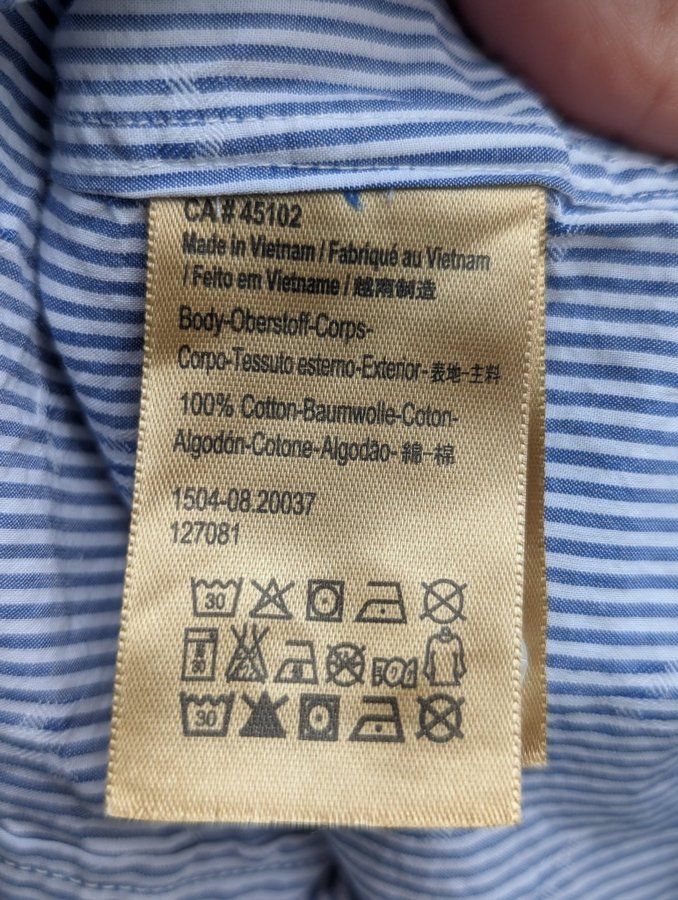 CA# 45102
Made in Vietnam / Fabriqué au Vietnam
/ Feito em Vietname / 越南制造
Body-Oberstoff-Corps-
Corpo-Tessuto esterno-Exterior-表地-主料
100% Cotton-Baumwolle-Coton-
Algodón-Cotone-Algodão- 綿-棉
1504-08.20037
127081
30
30